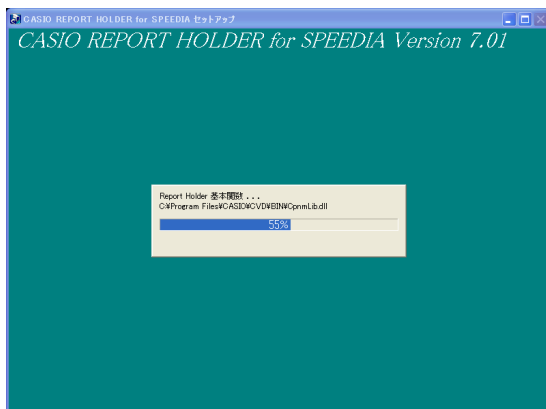 CASIO REPORT HOLDER for SPEEDIA セットアップ
CASIO REPORT HOLDER for SPEEDIA Version 7.01
Report Holder 基本関数 ...
C:¥Program Files¥CASIO¥CVD¥BIN¥CpnmLib.dll
55%